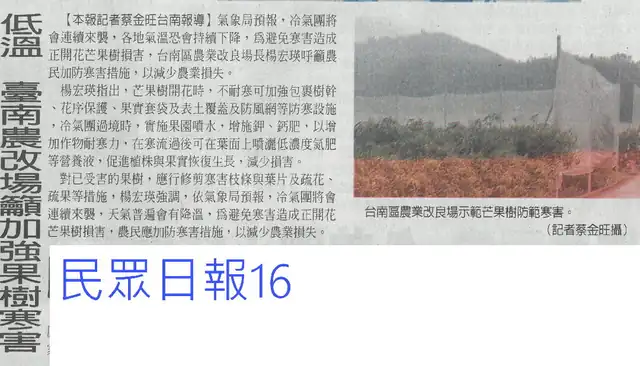 低溫 臺南農改場籲加強果樹寒害
【本報記者蔡金旺台南報導】氣象局預報，冷氣團將
會連續來襲，各地氣溫恐會持續下降，為避免寒害造成
正開花芒果樹損害，台南區農業改良場長楊宏瑛呼籲農
民加防寒害措施，以減少農業損失。
楊宏瑛指出，芒果樹開花時，不耐寒可加強包裹樹幹
、花序保護、果實套袋及表土覆蓋及防風網等防寒設施
，冷氣團過境時，實施果園噴水，增施鉀、鈣肥，以增
加作物耐寒力，在寒流過後可在葉面上噴灑低濃度氮肥
等營養液，促進植株與果實恢復生長，減少損害。
對已受害的果樹，應行修剪寒害枝條與葉片及疏花、
疏果等措施，楊宏瑛強調，依氣象局預報，冷氣團將會
連續來襲，天氣普遍會有降溫，為避免寒害造成正開花
芒果樹損害，農民應加防寒害措施，以減少農業損失。
台南區農業改良場示範芒果樹防範寒害。
（記者蔡金旺攝）
民眾日報16